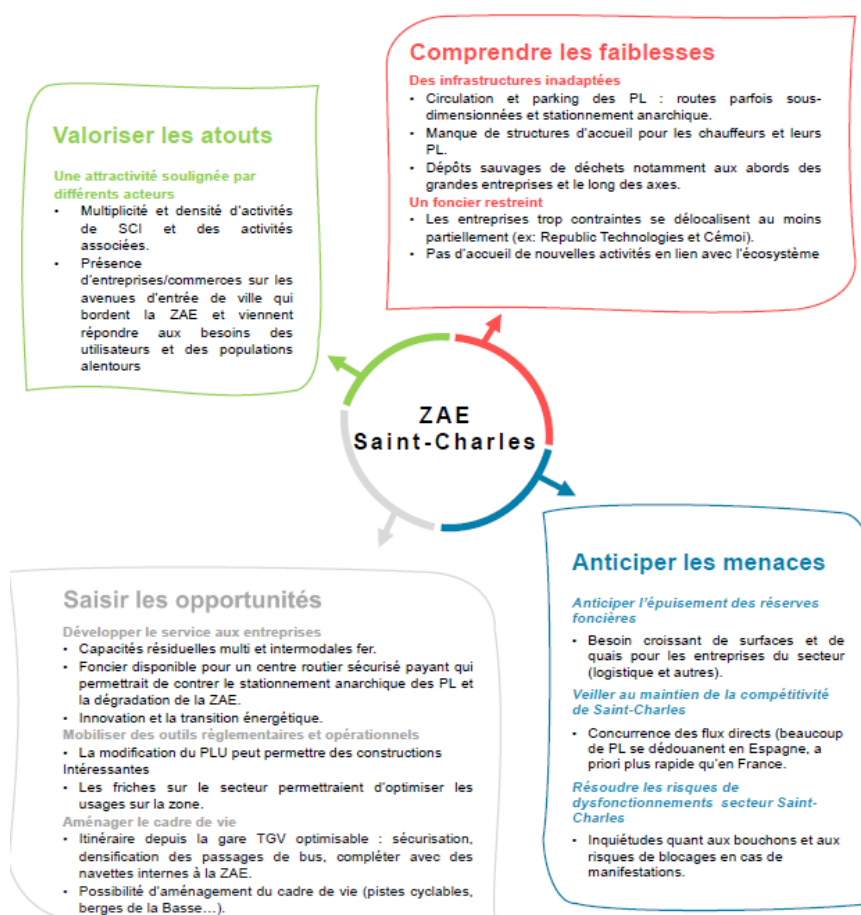 Valoriser les atouts
Une attractivité soulignée par
différents acteurs
• Multiplicité et densité d'activités
de SCI et des activités
associées.
• Présence
d'entreprises/commerces sur les
avenues d'entrée de ville qui
bordent la ZAE et viennent
répondre aux besoins des
utilisateurs et des populations
alentours
Comprendre les faiblesses
Des infrastructures inadaptées
• Circulation et parking des PL : routes parfois sous-
dimensionnées et stationnement anarchique.
• Manque de structures d'accueil pour les chauffeurs et leurs
PL.
• Dépôts sauvages de déchets notamment aux abords des
grandes entreprises et le long des axes.
Un foncier restreint
• Les entreprises trop contraintes se délocalisent au moins
partiellement (ex: Republic Technologies et Cémoi).
• Pas d'accueil de nouvelles activités en lien avec l'écosystème
ZAE
Saint-Charles
Saisir les opportunités
Développer le service aux entreprises
• Capacités résiduelles multi et intermodales fer.
• Foncier disponible pour un centre routier sécurisé payant qui
permettrait de contrer le stationnement anarchique des PL et
la dégradation de la ZAE.
• Innovation et la transition énergétique.
Mobiliser des outils règlementaires et opérationnels
• La modification du PLU peut permettre des constructions
Intéressantes
• Les friches sur le secteur permettraient d'optimiser les
usages sur la zone.
Aménager le cadre de vie
• Itinéraire depuis la gare TGV optimisable : sécurisation,
densification des passages de bus, compléter avec des
navettes internes à la ZAE.
• Possibilité d'aménagement du cadre de vie (pistes cyclables,
berges de la Basse…).
Anticiper les menaces
Anticiper l'épuisement des réserves
foncières
• Besoin croissant de surfaces et de
quais pour les entreprises du secteur
(logistique et autres).
Veiller au maintien de la compétitivité
de Saint-Charles
• Concurrence des flux directs (beaucoup
de PL se dédouanent en Espagne, a
priori plus rapide qu'en France.
Résoudre les risques de
dysfonctionnements secteur Saint-
Charles
• Inquiétudes quant aux bouchons et aux
risques de blocages en cas de
manifestations.